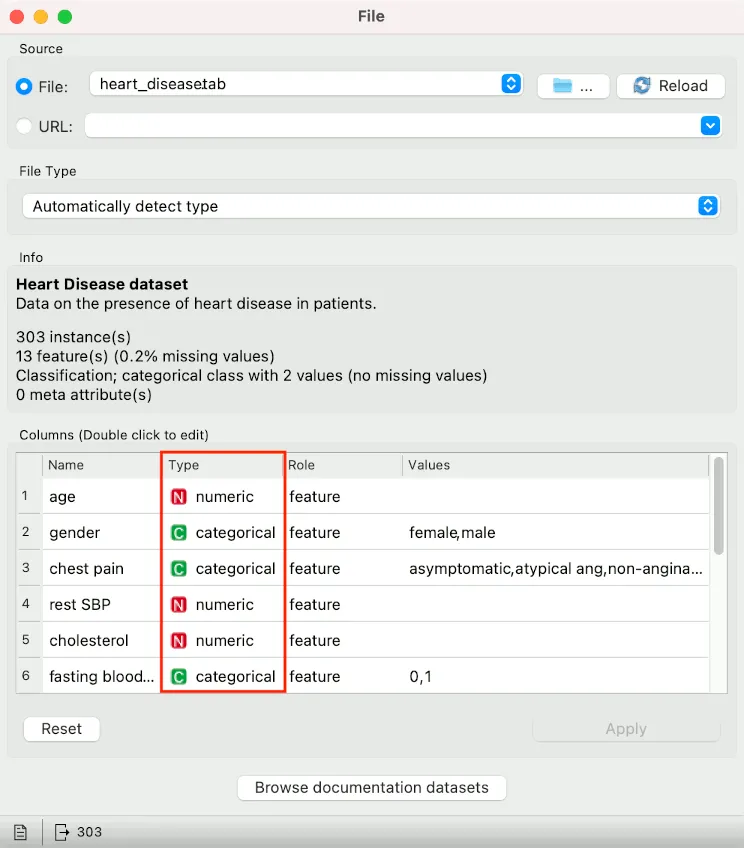 File
Source
File: heart_disease.tab ... Reload
URL:
File Type
Automatically detect type
Info
Heart Disease dataset
Data on the presence of heart disease in patients.
303 instance(s)
13 feature(s) (0.2% missing values)
Classification; categorical class with 2 values (no missing values)
0 meta attribute(s)
Columns (Double click to edit)
Name Type Role Values
1 age N numeric feature
2 gender C categorical feature female,male
3 chest pain C categorical feature asymptomatic,atypical ang,non-angina...
4 rest SBP N numeric feature
5 cholesterol N numeric feature
6 fasting blood... C categorical feature 0,1
Reset Apply
Browse documentation datasets
303